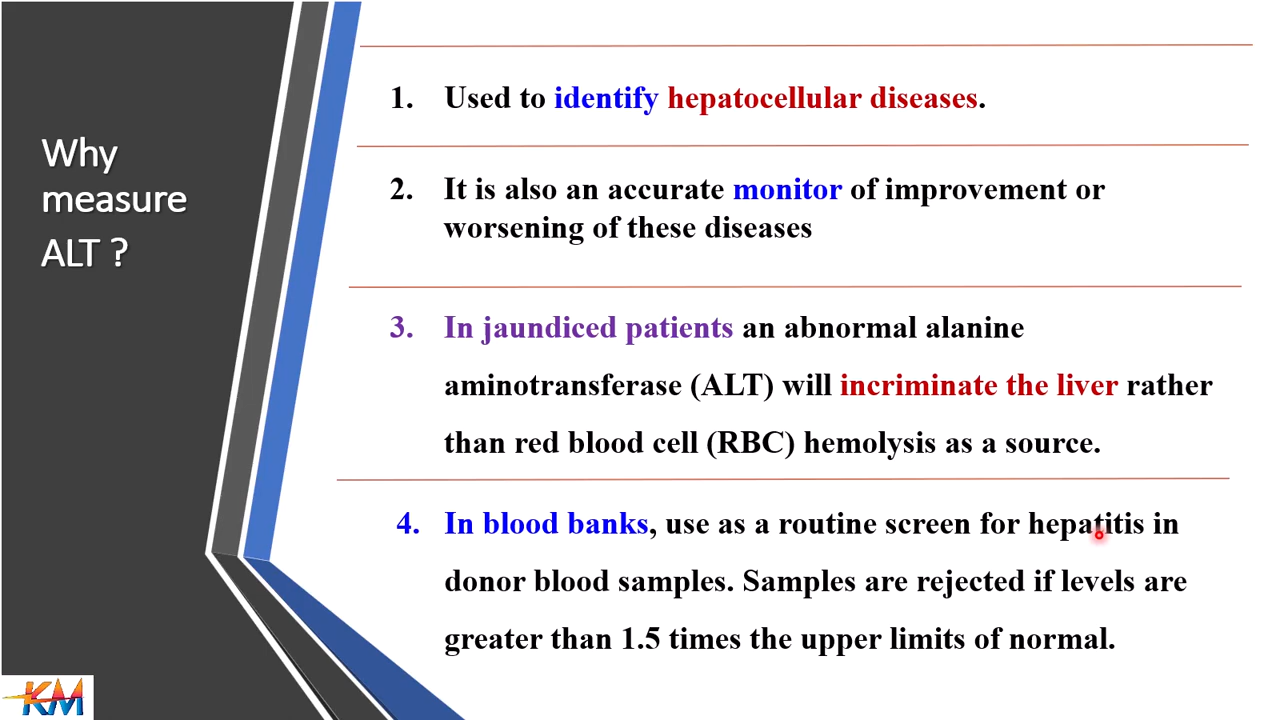 Why
measure
ALT ?
1. Used to identify hepatocellular diseases.
2. It is also an accurate monitor of improvement or
worsening of these diseases
3. In jaundiced patients an abnormal alanine
aminotransferase (ALT) will incriminate the liver rather
than red blood cell (RBC) hemolysis as a source.
4. In blood banks, use as a routine screen for hepatitis in
donor blood samples. Samples are rejected if levels are
greater than 1.5 times the upper limits of normal.
KM